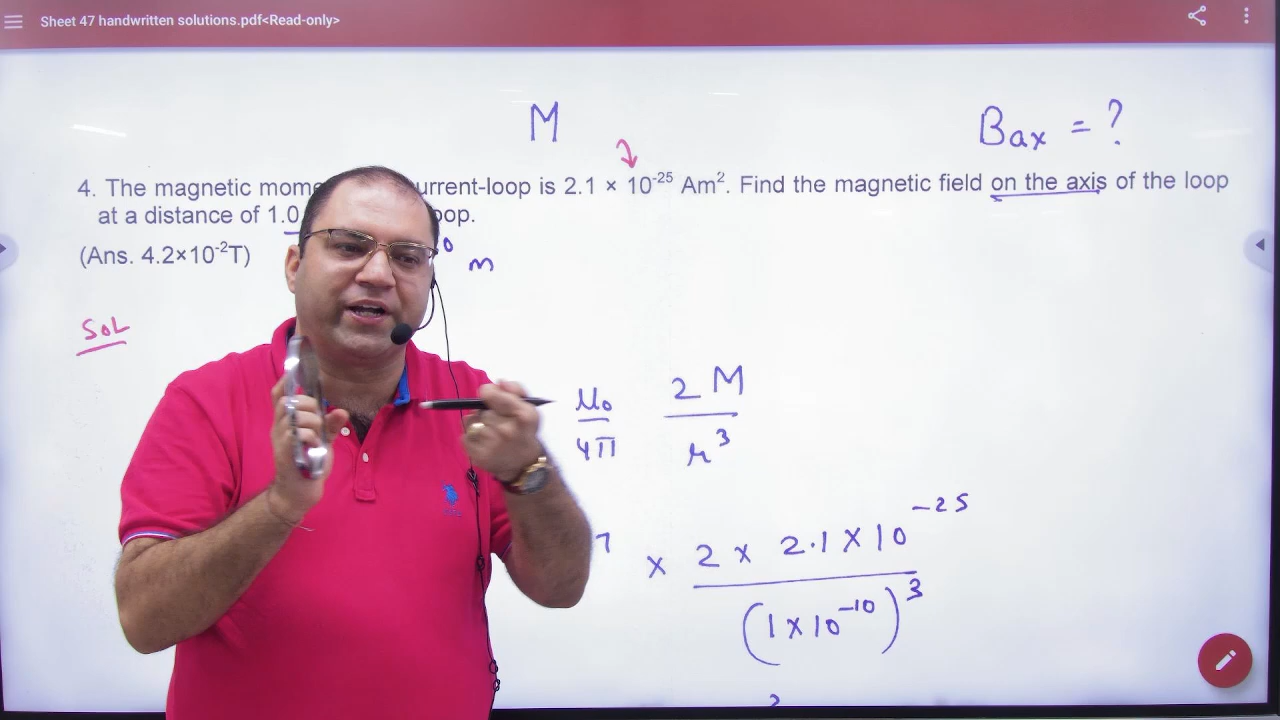 Sheet 47 handwritten solutions.pdf<Read-only>
M
Bax = ?
4. The magnetic urrent-loop is 2.1 × 10⁻²⁵ Am². Find the magnetic field on the axis of the loop
at a distance of 1.0 oop.
(Ans. 4.2×10⁻²T)
m
SOL
μ₀/4π 2M/r³
7 × 2 × 2.1 × 10⁻²⁵/(1 × 10⁻¹⁰)³